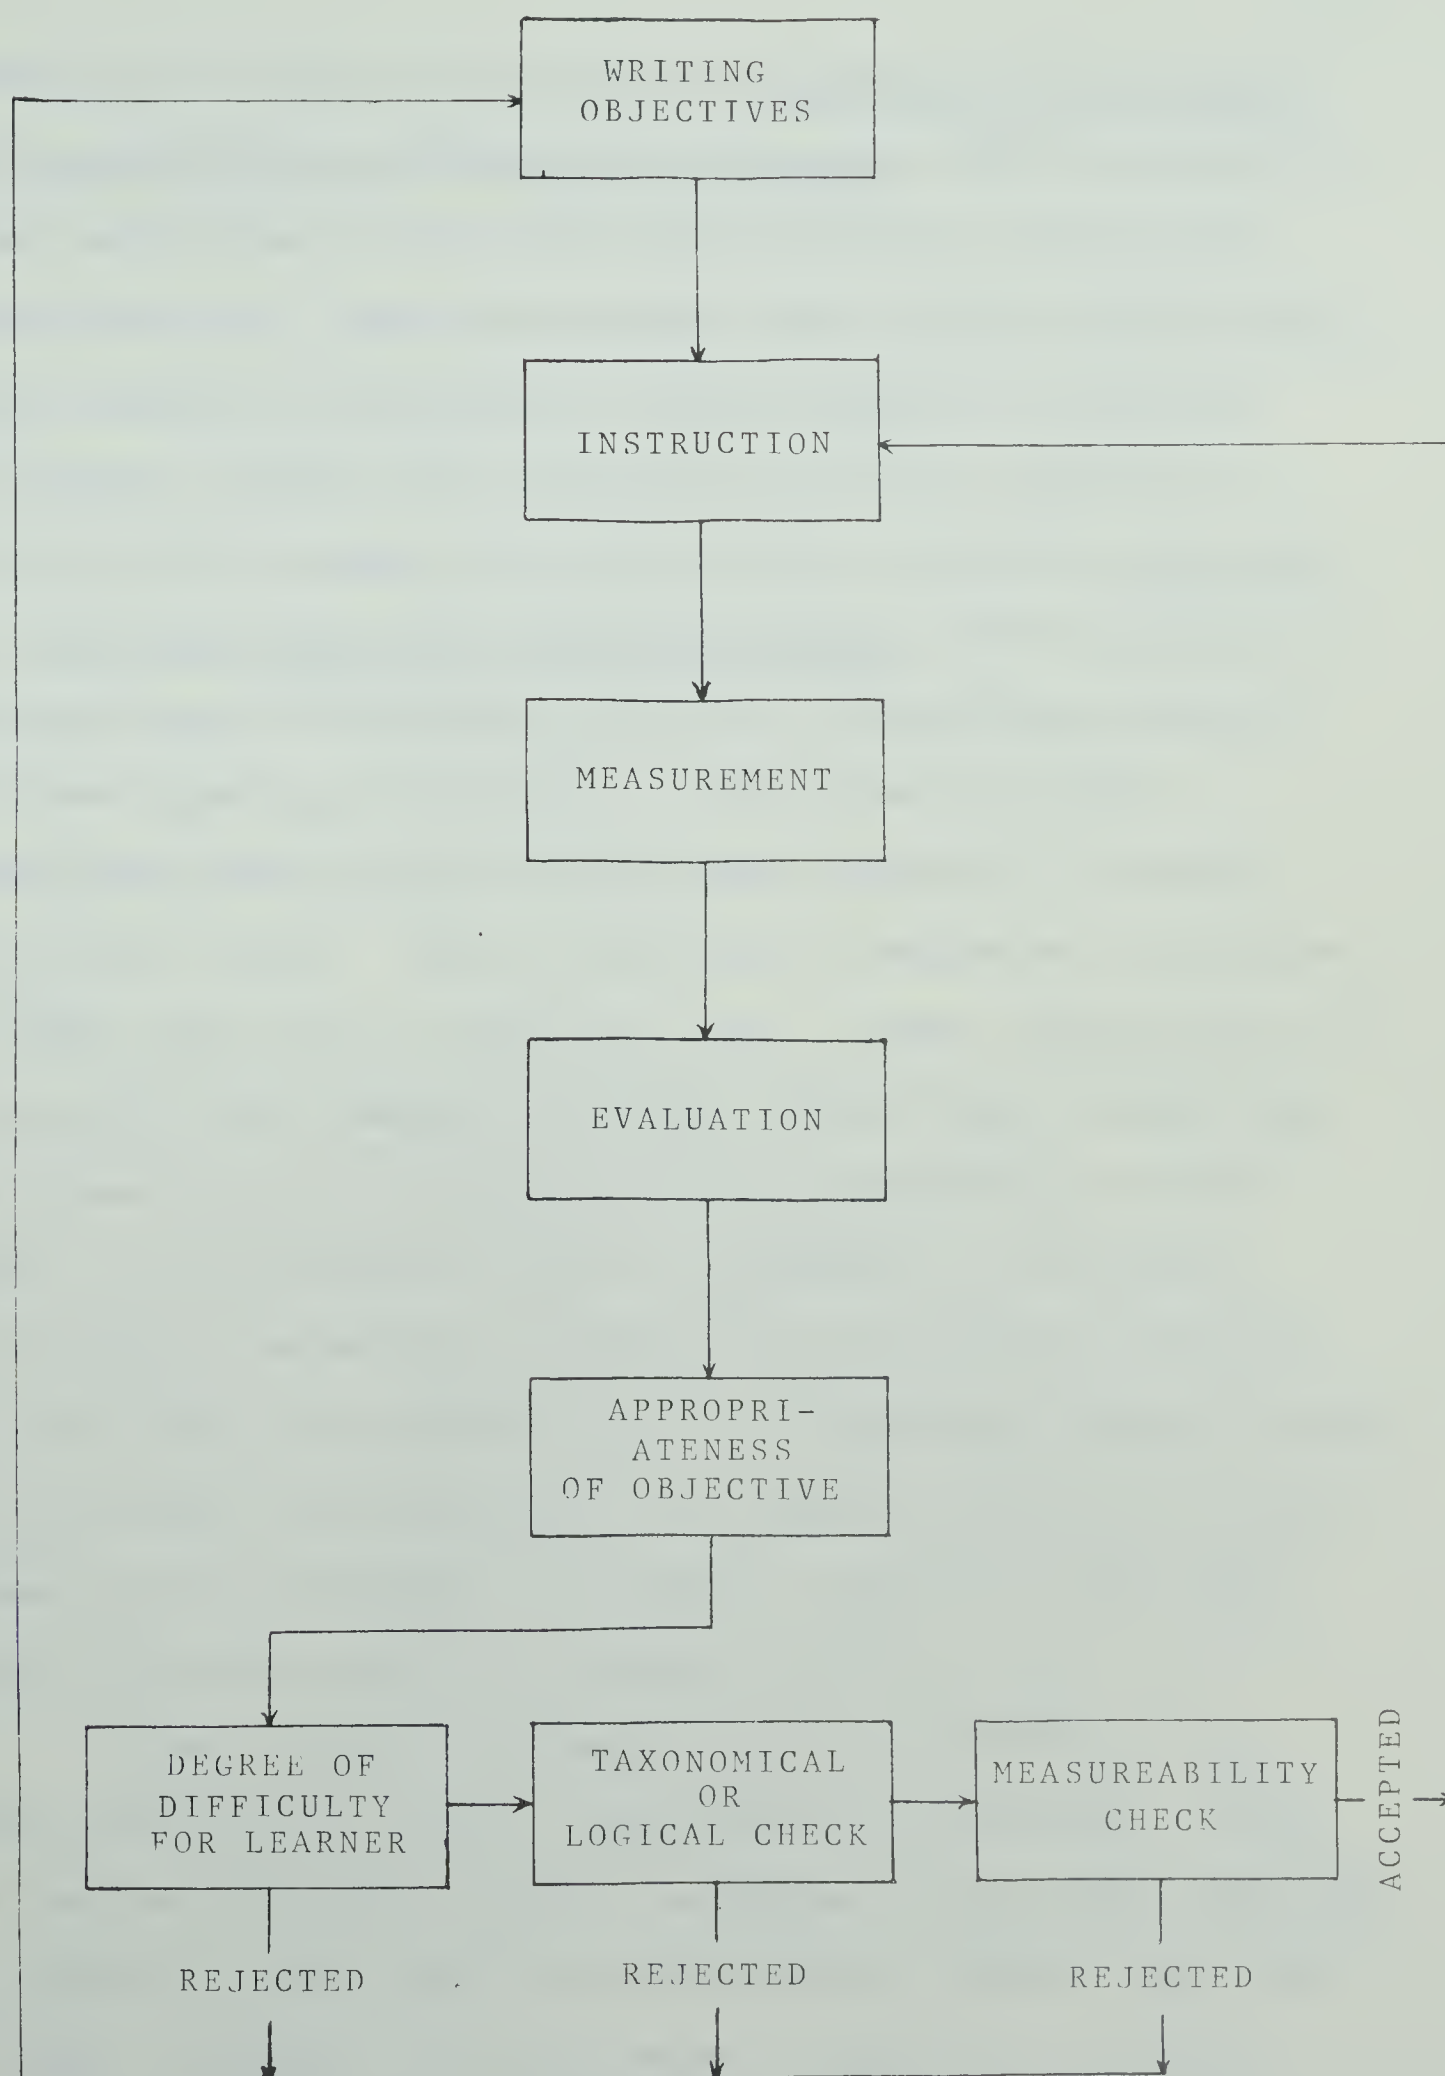 WRITING
OBJECTIVES
INSTRUCTION
MEASUREMENT
EVALUATION
APPROPRI-
ATENESS
OF OBJECTIVE
DEGREE OF
DIFFICULTY
FOR LEARNER
TAXONOMICAL
OR
LOGICAL CHECK
MEASUREABILITY
CHECK
ACCEPTED
REJECTED
REJECTED
REJECTED